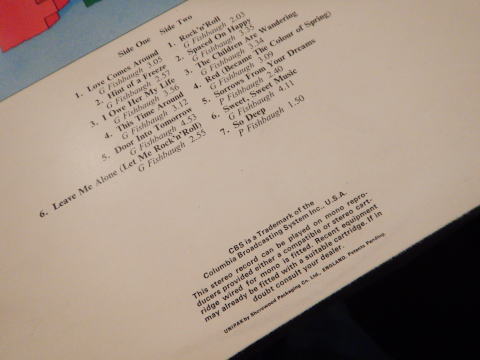 Side One
1. Love Comes Around
G Fishbaugh 3.05
2. Hint of a Freeze
G Fishbaugh 2.57
3. I Owe Her My Life
G Fishbaugh 3.56
4. This Time Around
G Fishbaugh 3.12
5. Door Into Tomorrow
G Fishbaugh 4.53
6. Leave Me Alone (Let Me Rock'n'Roll)
G Fishbaugh 2.55
Side Two
1. Rock'n'Roll
G Fishbaugh 2.03
2. Spaced On Happy
G Fishbaugh 3.35
3. The Children Are Wandering
G Fishbaugh 3.34
4. Red (Became The Colour of Spring)
G Fishbaugh 3.09
5. Sorrows From Your Dreams
P Fishbaugh 2.40
6. Sweet, Sweet Music
G Fishbaugh 4.11
7. So Deep
P Fishbaugh 1.50
CBS is a Trademark of the
Columbia Broadcasting System Inc., U.S.A.
This stereo record can be played on mono repro-
ducers provided either a compatible or stereo cart-
ridge wired for mono is fitted. Recent equipment
may already be fitted with a suitable cartridge. If in
doubt consult your dealer.
UNIPAK by Shorewood Packaging Co. Ltd., ENGLAND. Patents Pending.